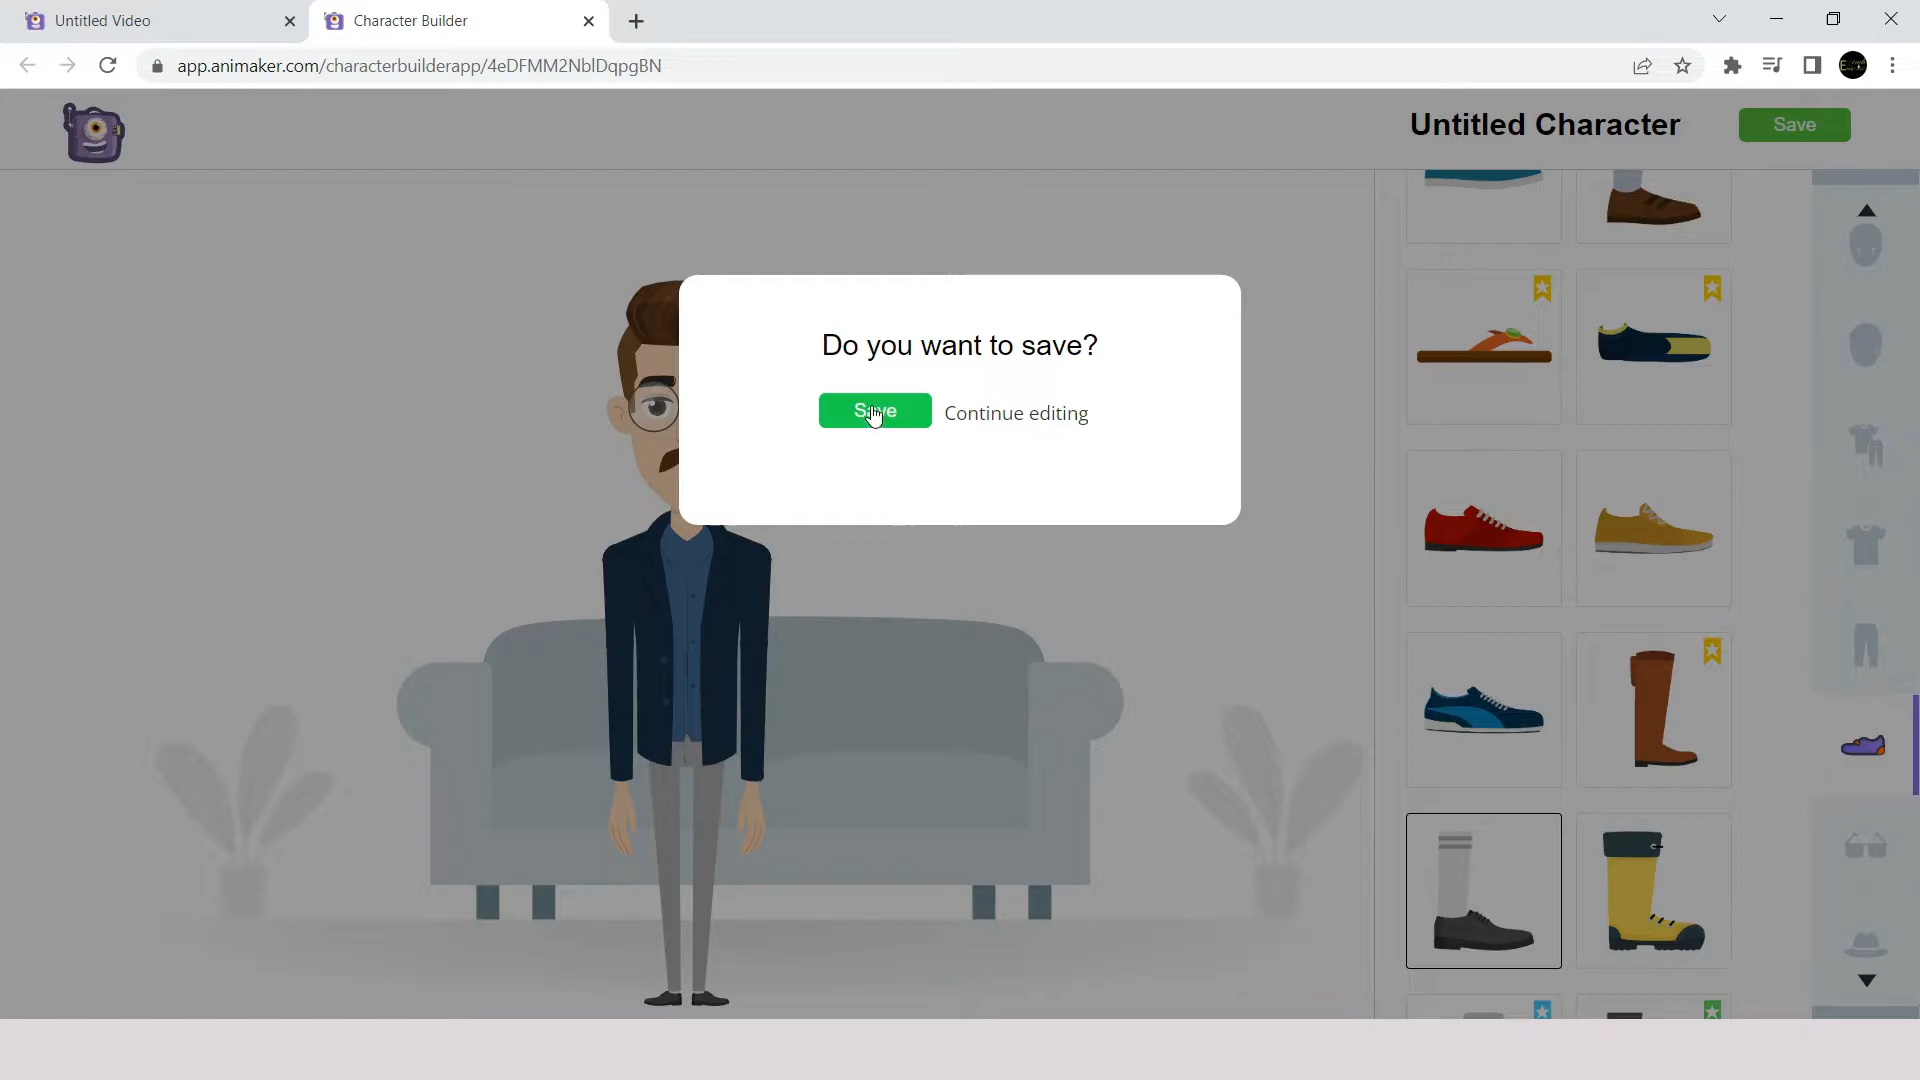 Untitled Video
Character Builder
app.animaker.com/characterbuilderapp/4eDFMM2NblDqpgBN
Untitled Character
Save
Do you want to save?
Save
Continue editing